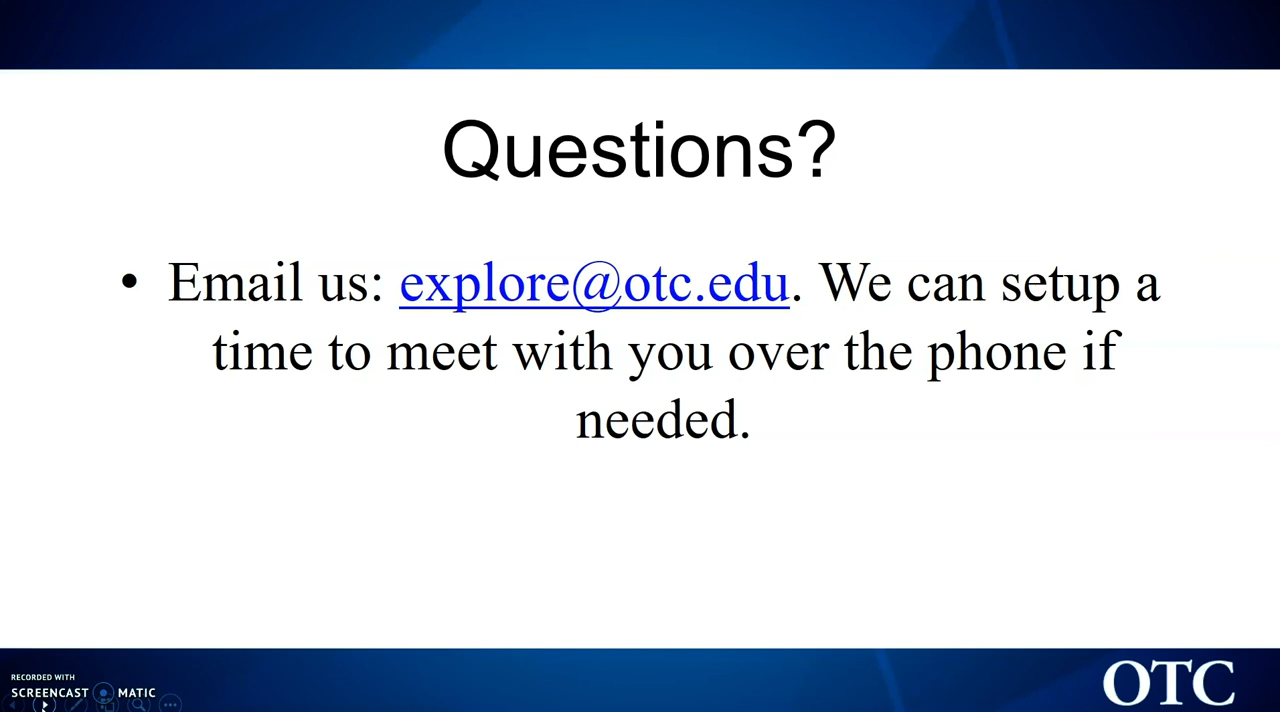 Questions?
• Email us: explore@otc.edu. We can setup a
time to meet with you over the phone if
needed.
RECORDED WITH
SCREENCAST MATIC
OTC